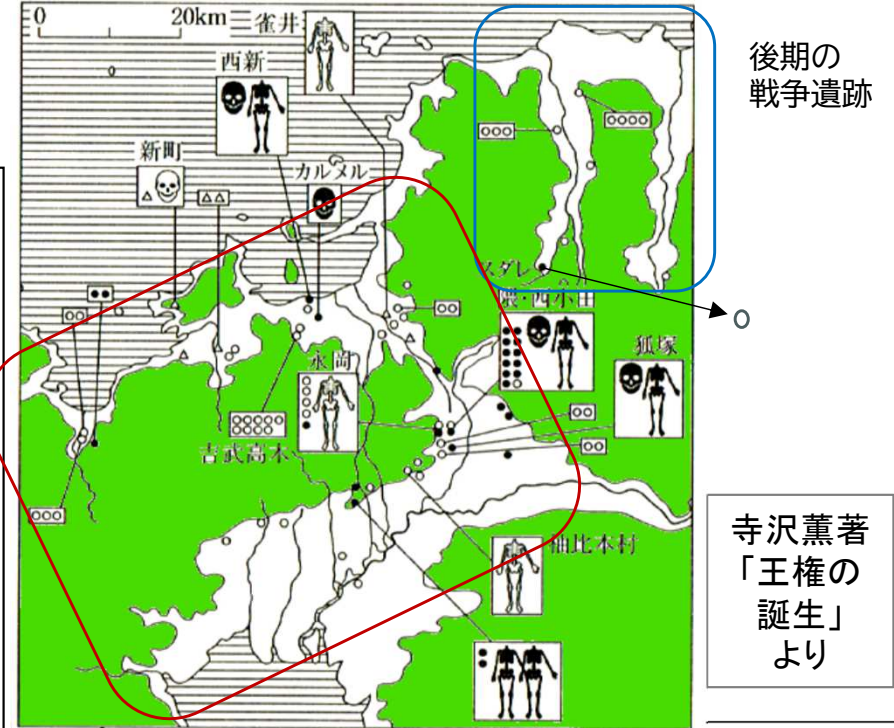 0 20km
雀井
西新
後期の
戦争遺跡
新町
カルメル
スダレ
隈・西小田
永岡
狐塚
吉武高木
柚比本村
寺沢薫著
「王権の
誕生」
より